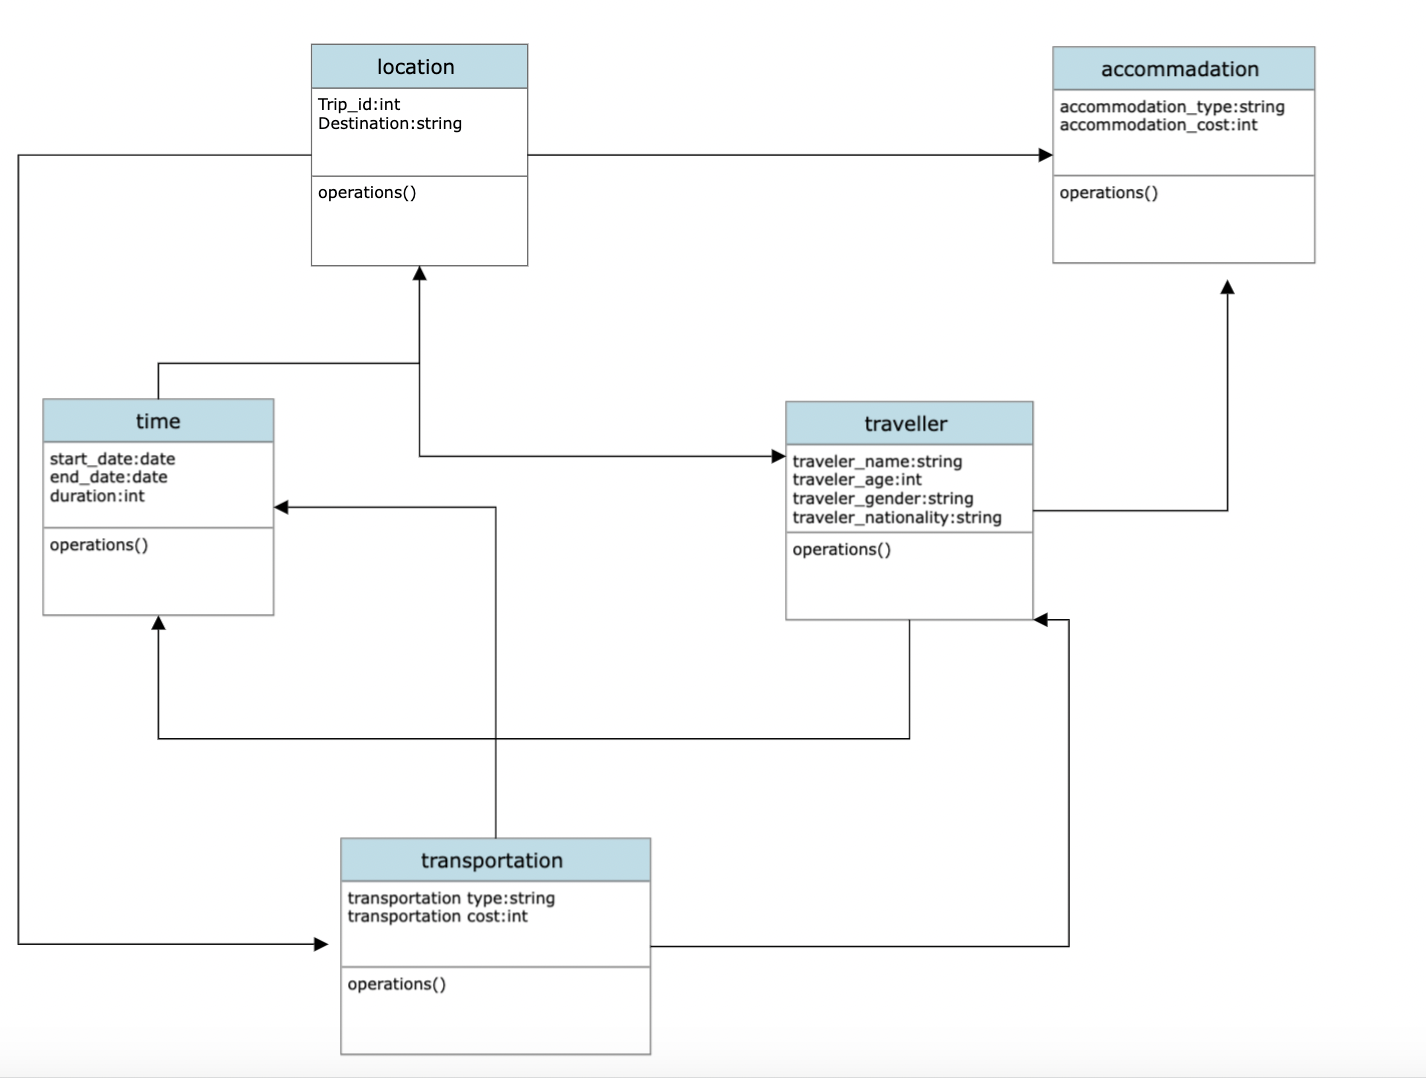 location
Trip_id:int
Destination:string
operations()
accommadation
accommodation_type:string
accommodation_cost:int
operations()
time
start_date:date
end_date:date
duration:int
operations()
traveller
traveler_name:string
traveler_age:int
traveler_gender:string
traveler_nationality:string
operations()
transportation
transportation type:string
transportation cost:int
operations()